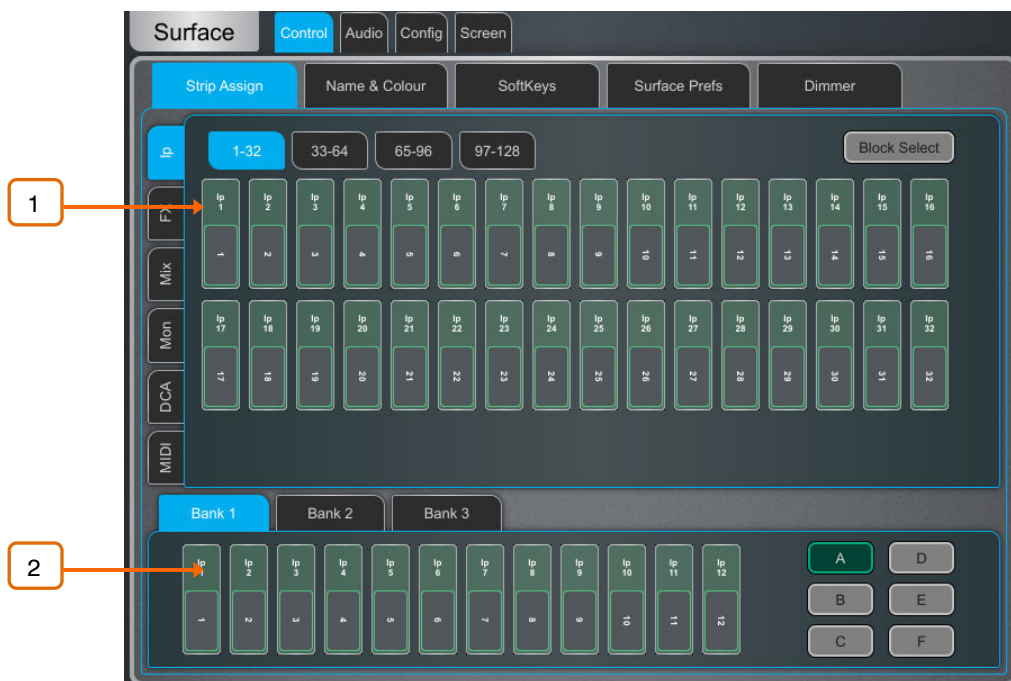 Surface Control Audio Config Screen
Strip Assign Name & Colour SoftKeys Surface Prefs Dimmer
Ip
FX
Mix
Mon
DCA
MIDI
1-32 33-64 65-96 97-128 Block Select
1
Ip Ip Ip Ip Ip Ip Ip Ip Ip Ip Ip Ip Ip Ip Ip Ip
1 2 3 4 5 6 7 8 9 10 11 12 13 14 15 16
1 2 3 4 5 6 7 8 9 10 11 12 13 14 15 16
Ip Ip Ip Ip Ip Ip Ip Ip Ip Ip Ip Ip Ip Ip Ip Ip
17 18 19 20 21 22 23 24 25 26 27 28 29 30 31 32
17 18 19 20 21 22 23 24 25 26 27 28 29 30 31 32
Bank 1 Bank 2 Bank 3
2
Ip Ip Ip Ip Ip Ip Ip Ip Ip Ip Ip Ip
1 2 3 4 5 6 7 8 9 10 11 12
1 2 3 4 5 6 7 8 9 10 11 12
A D
B E
C F